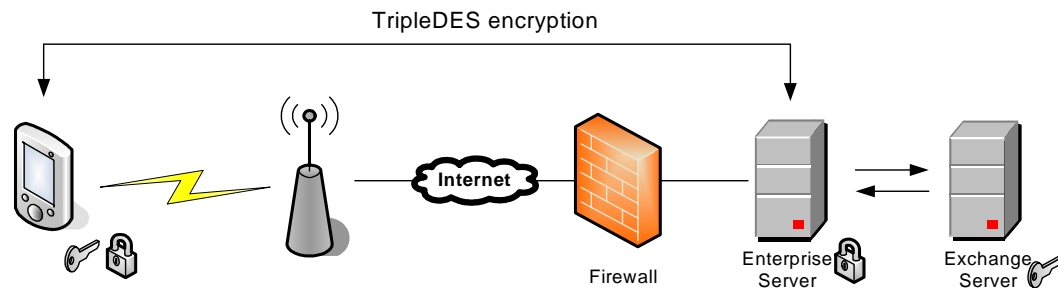 TripleDES encryption
Internet
Firewall
Enterprise
Server
Exchange
Server